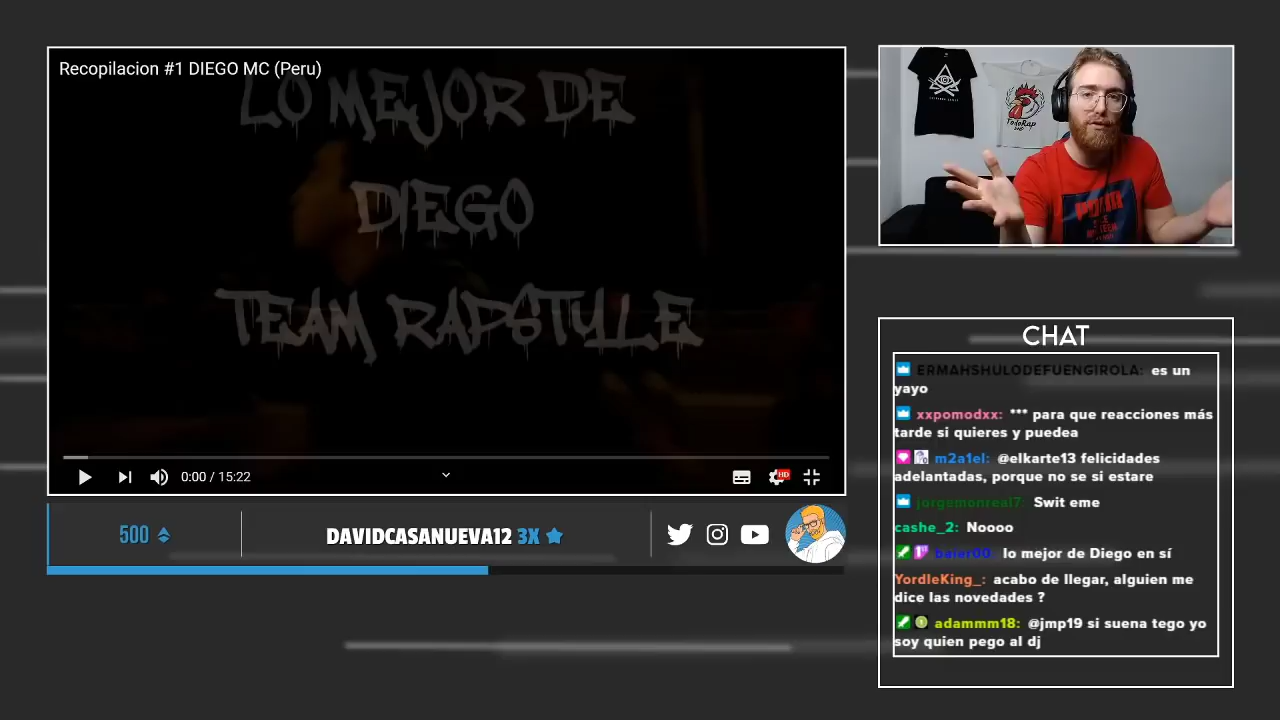 Recopilacion #1 DIEGO MC (Peru)
LO MEJOR DE
DIEGO
TEAM RAPSTYLE
0:00 / 15:22
HD
500
DAVIDCASANUEVA12 3X
TodoRap
CHAT
ERMAHSHULODEFUENGIROLA: es un
yayo
xxpomodxx: *** para que reacciones más
tarde si quieres y puedea
m2a1el: @elkarte13 felicidades
adelantadas, porque no se si estare
jorgemonreal7: Swit eme
cashe_2: Noooo
baier00: lo mejor de Diego en sí
YordleKing_: acabo de llegar, alguien me
dice las novedades ?
adammm18: @jmp19 si suena tego yo
soy quien pego al dj